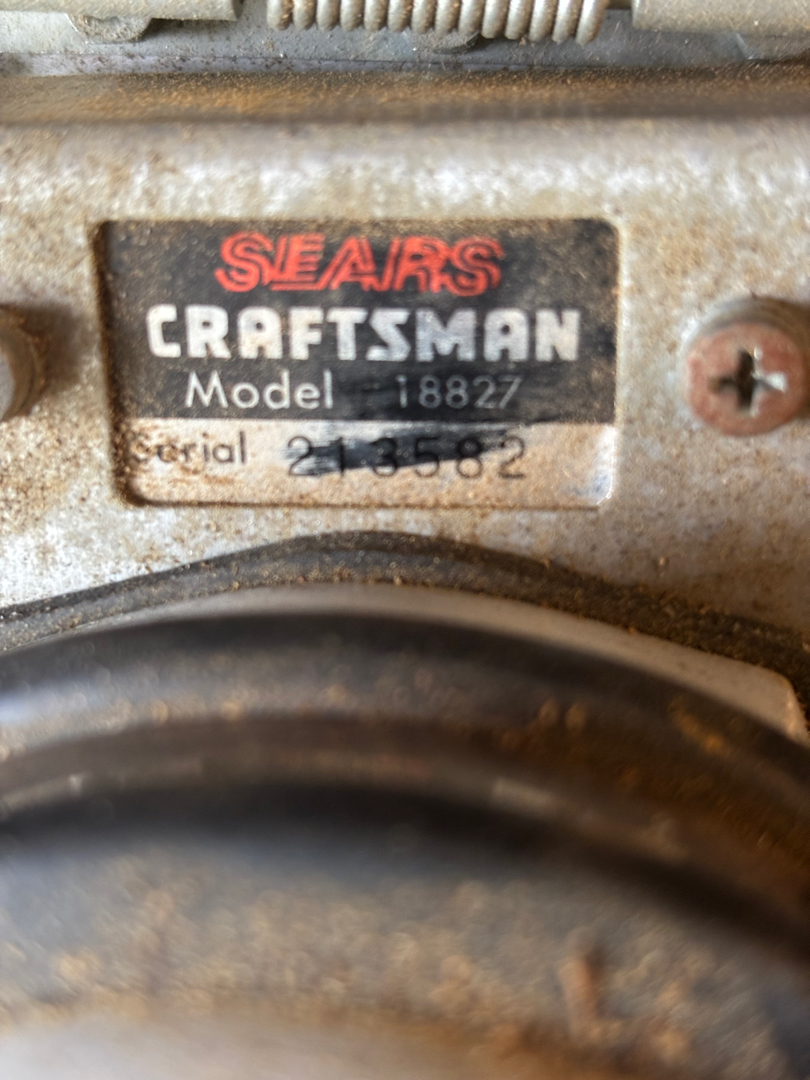 SEARS
CRAFTSMAN
Model 18827
Serial 213582